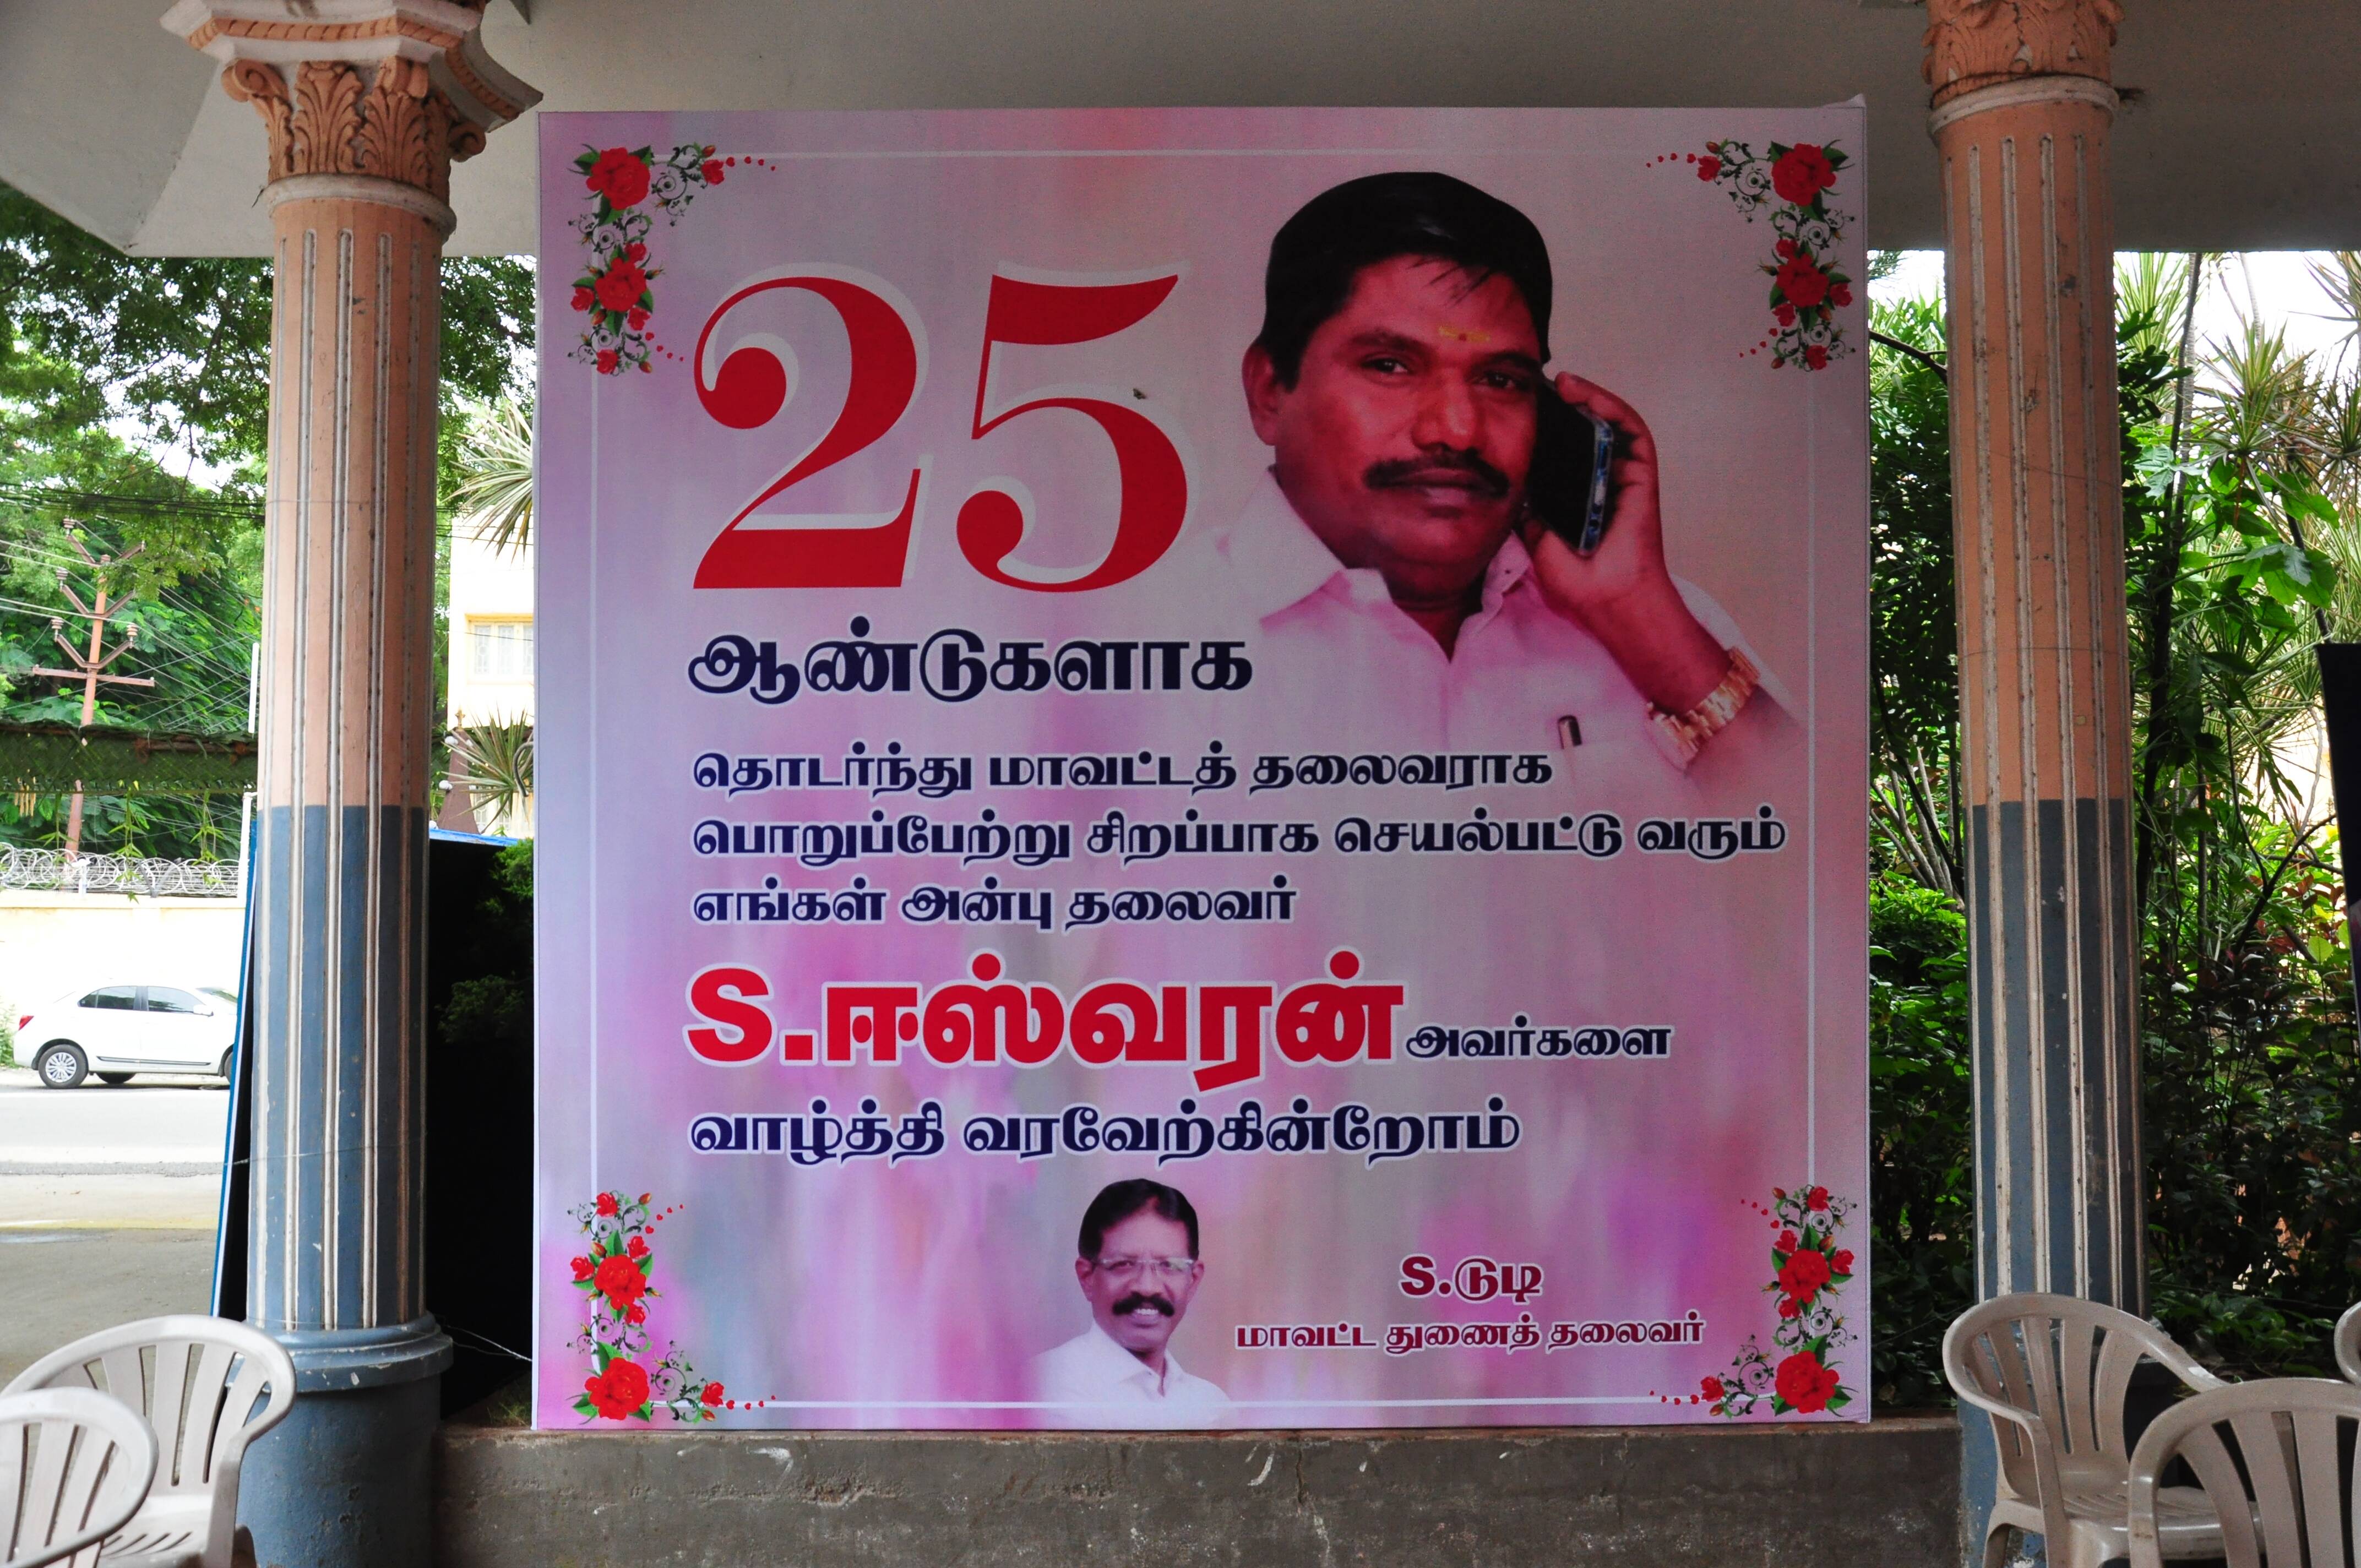 25
ஆண்டுகளாக
தொடர்ந்து மாவட்டத் தலைவராக
பொறுப்பேற்று சிறப்பாக செயல்பட்டு வரும்
எங்கள் அன்பு தலைவர்
S.ஈஸ்வரன் அவர்களை
வாழ்த்தி வரவேற்கின்றோம்
S.டுடி
மாவட்ட துணைத் தலைவர்